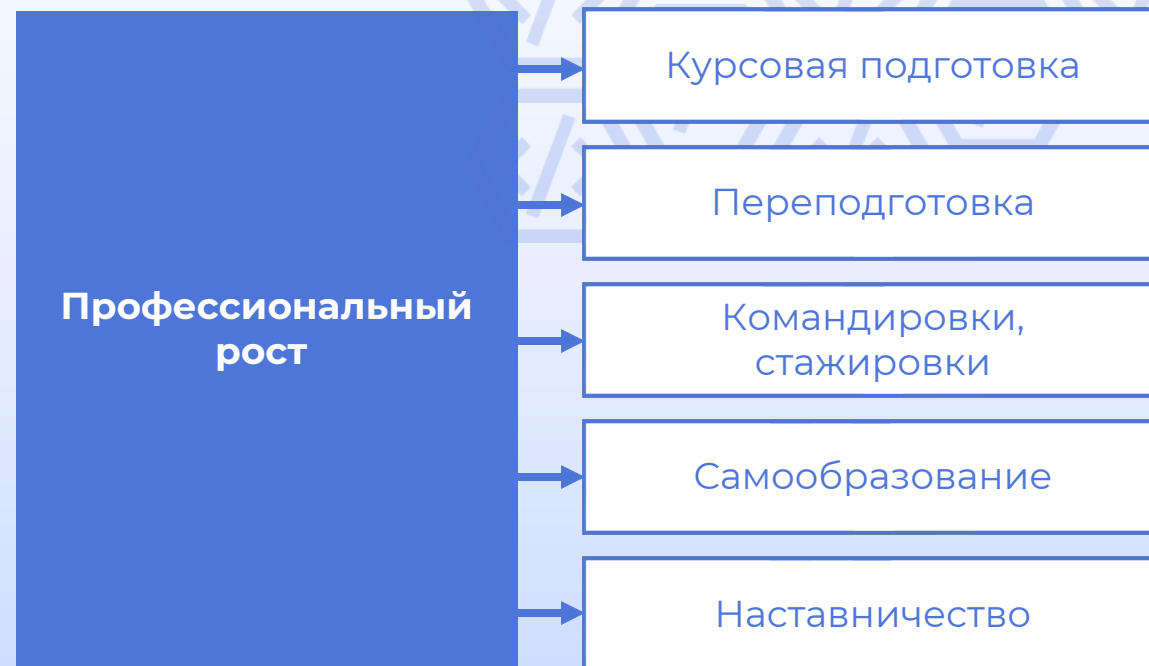 Профессиональный
рост
Курсовая подготовка
Переподготовка
Командировки,
стажировки
Самообразование
Наставничество